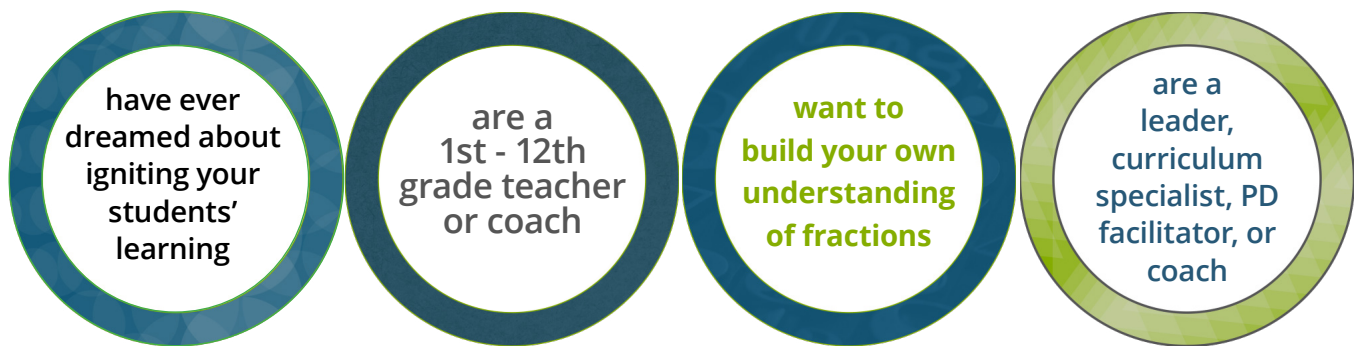 have ever
dreamed about
igniting your
students’
learning
are a
1st - 12th
grade teacher
or coach
want to
build your own
understanding
of fractions
are a
leader,
curriculum
specialist, PD
facilitator, or
coach